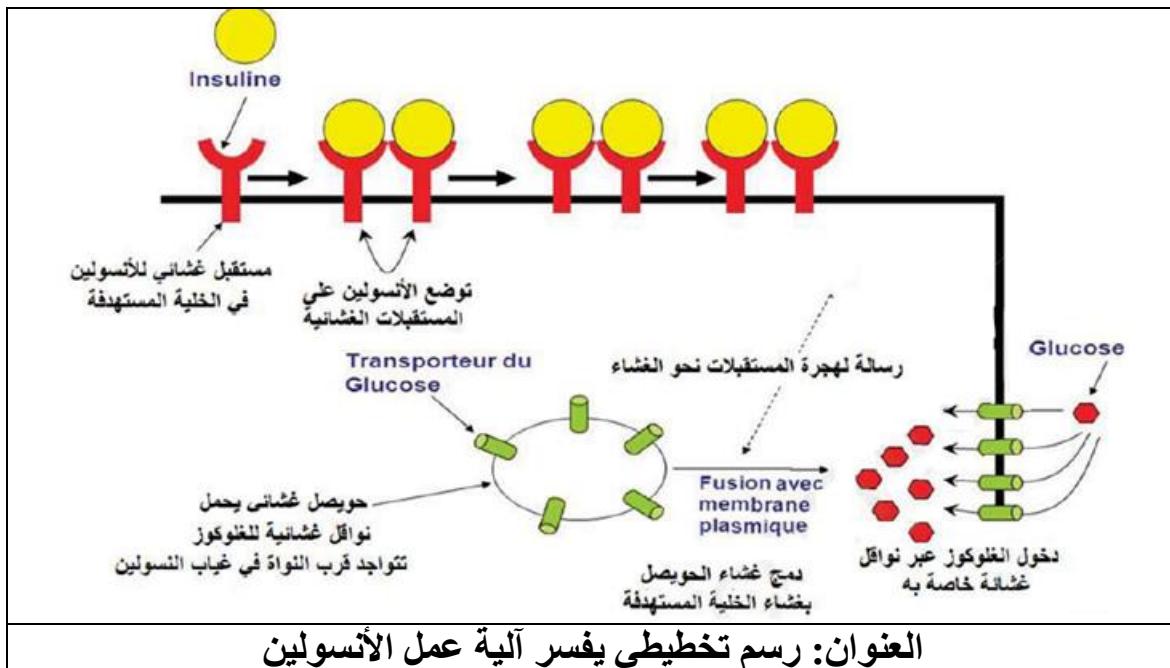 Insuline
مستقبل غشائي للأنسولين
في الخلية المستهدفة
توضع الأنسولين على
المستقبلات الغشائية
رسالة لهجرة المستقبلات نحو الغشاء
Glucose
Transporteur du
Glucose
حويصل غشائي يحمل
نواقل غشائية للغلوكوز
تتواجد قرب النواة في غياب النسولين
Fusion avec
membrane
plasmique
دمج غشاء الحويصل
بغشاء الخلية المستهدفة
دخول الغلوكوز عبر نواقل
غشائة خاصة به
العنوان: رسم تخطيطي يفسر آلية عمل الأنسولين